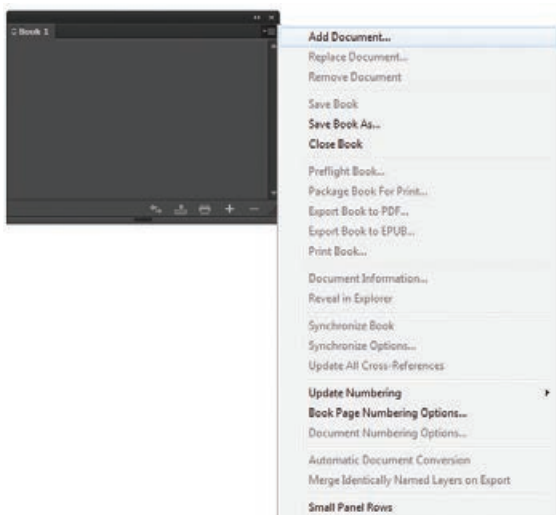 Book 1
Add Document...
Replace Document...
Remove Document
Save Book
Save Book As...
Close Book
Preflight Book...
Package Book For Print...
Export Book to PDF...
Export Book to EPUB...
Print Book...
Document Information...
Reveal in Explorer
Synchronize Book
Synchronize Options...
Update All Cross-References
Update Numbering
Book Page Numbering Options...
Document Numbering Options...
Automatic Document Conversion
Merge Identically Named Layers on Export
Small Panel Rows